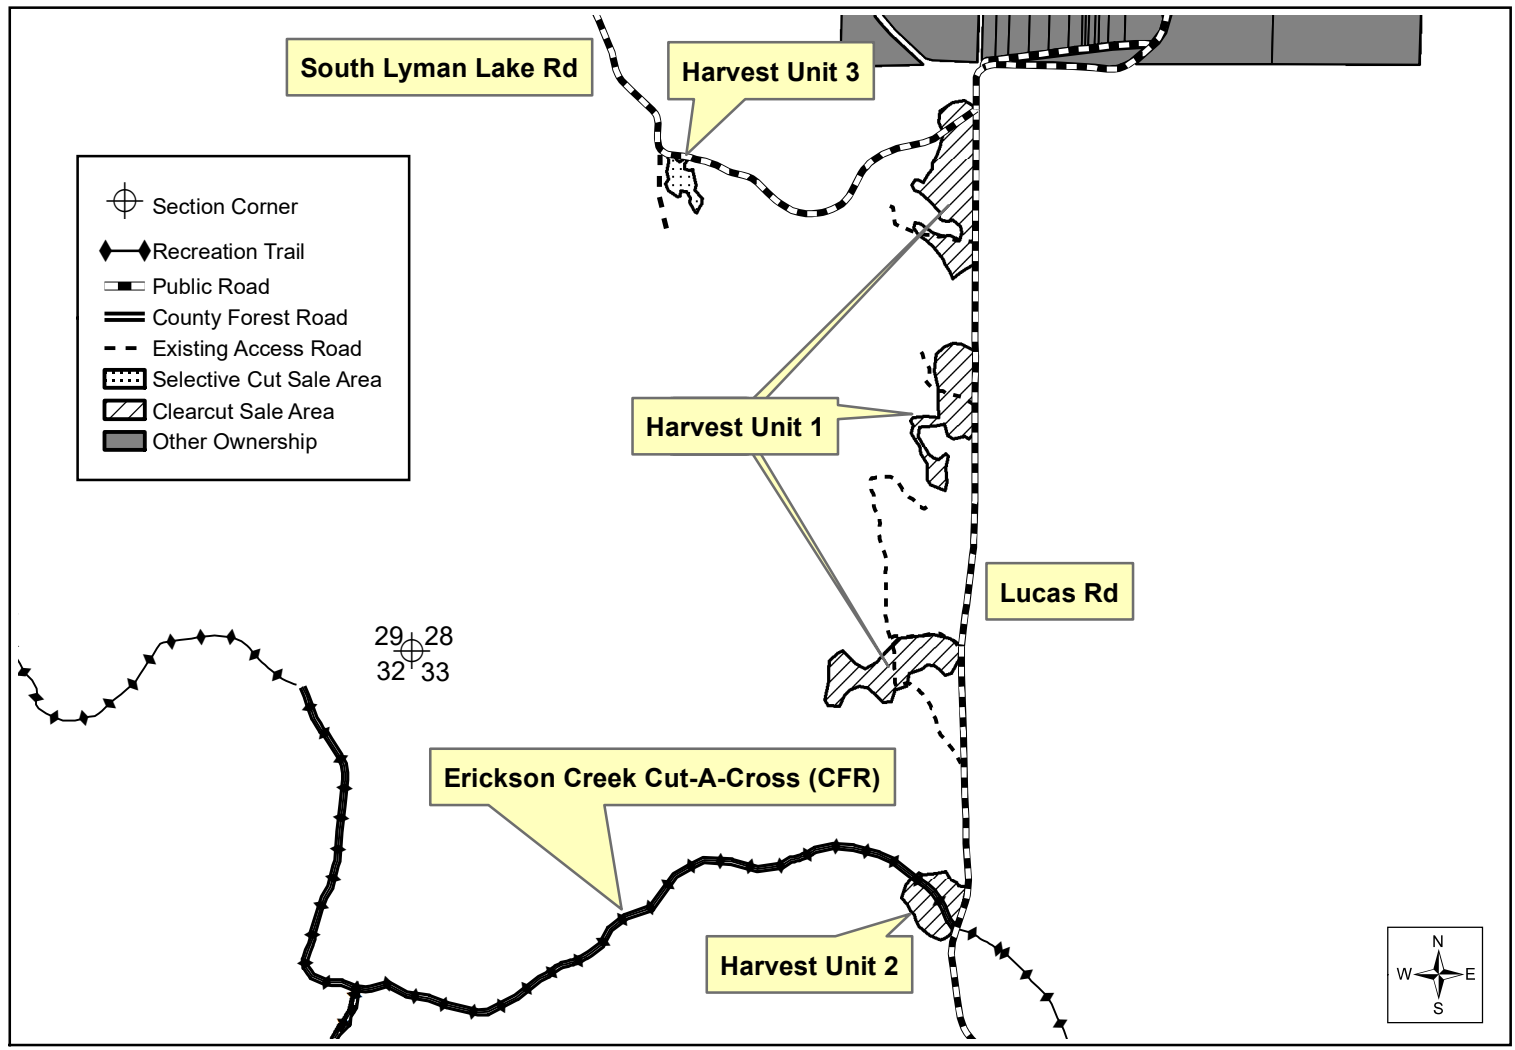 South Lyman Lake Rd
Harvest Unit 3
Section Corner
Recreation Trail
Public Road
County Forest Road
Existing Access Road
Selective Cut Sale Area
Clearcut Sale Area
Other Ownership
Harvest Unit 1
Lucas Rd
29 28
32 33
Erickson Creek Cut-A-Cross (CFR)
Harvest Unit 2
N
W E
S